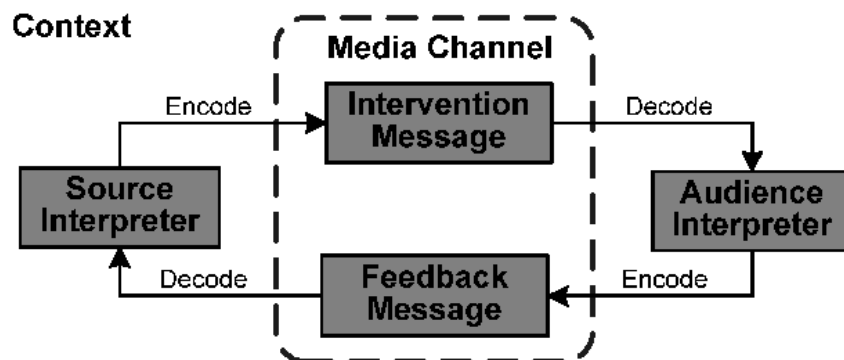 Context
Media Channel
Encode
Intervention
Message
Decode
Source
Interpreter
Audience
Interpreter
Decode
Feedback
Message
Encode